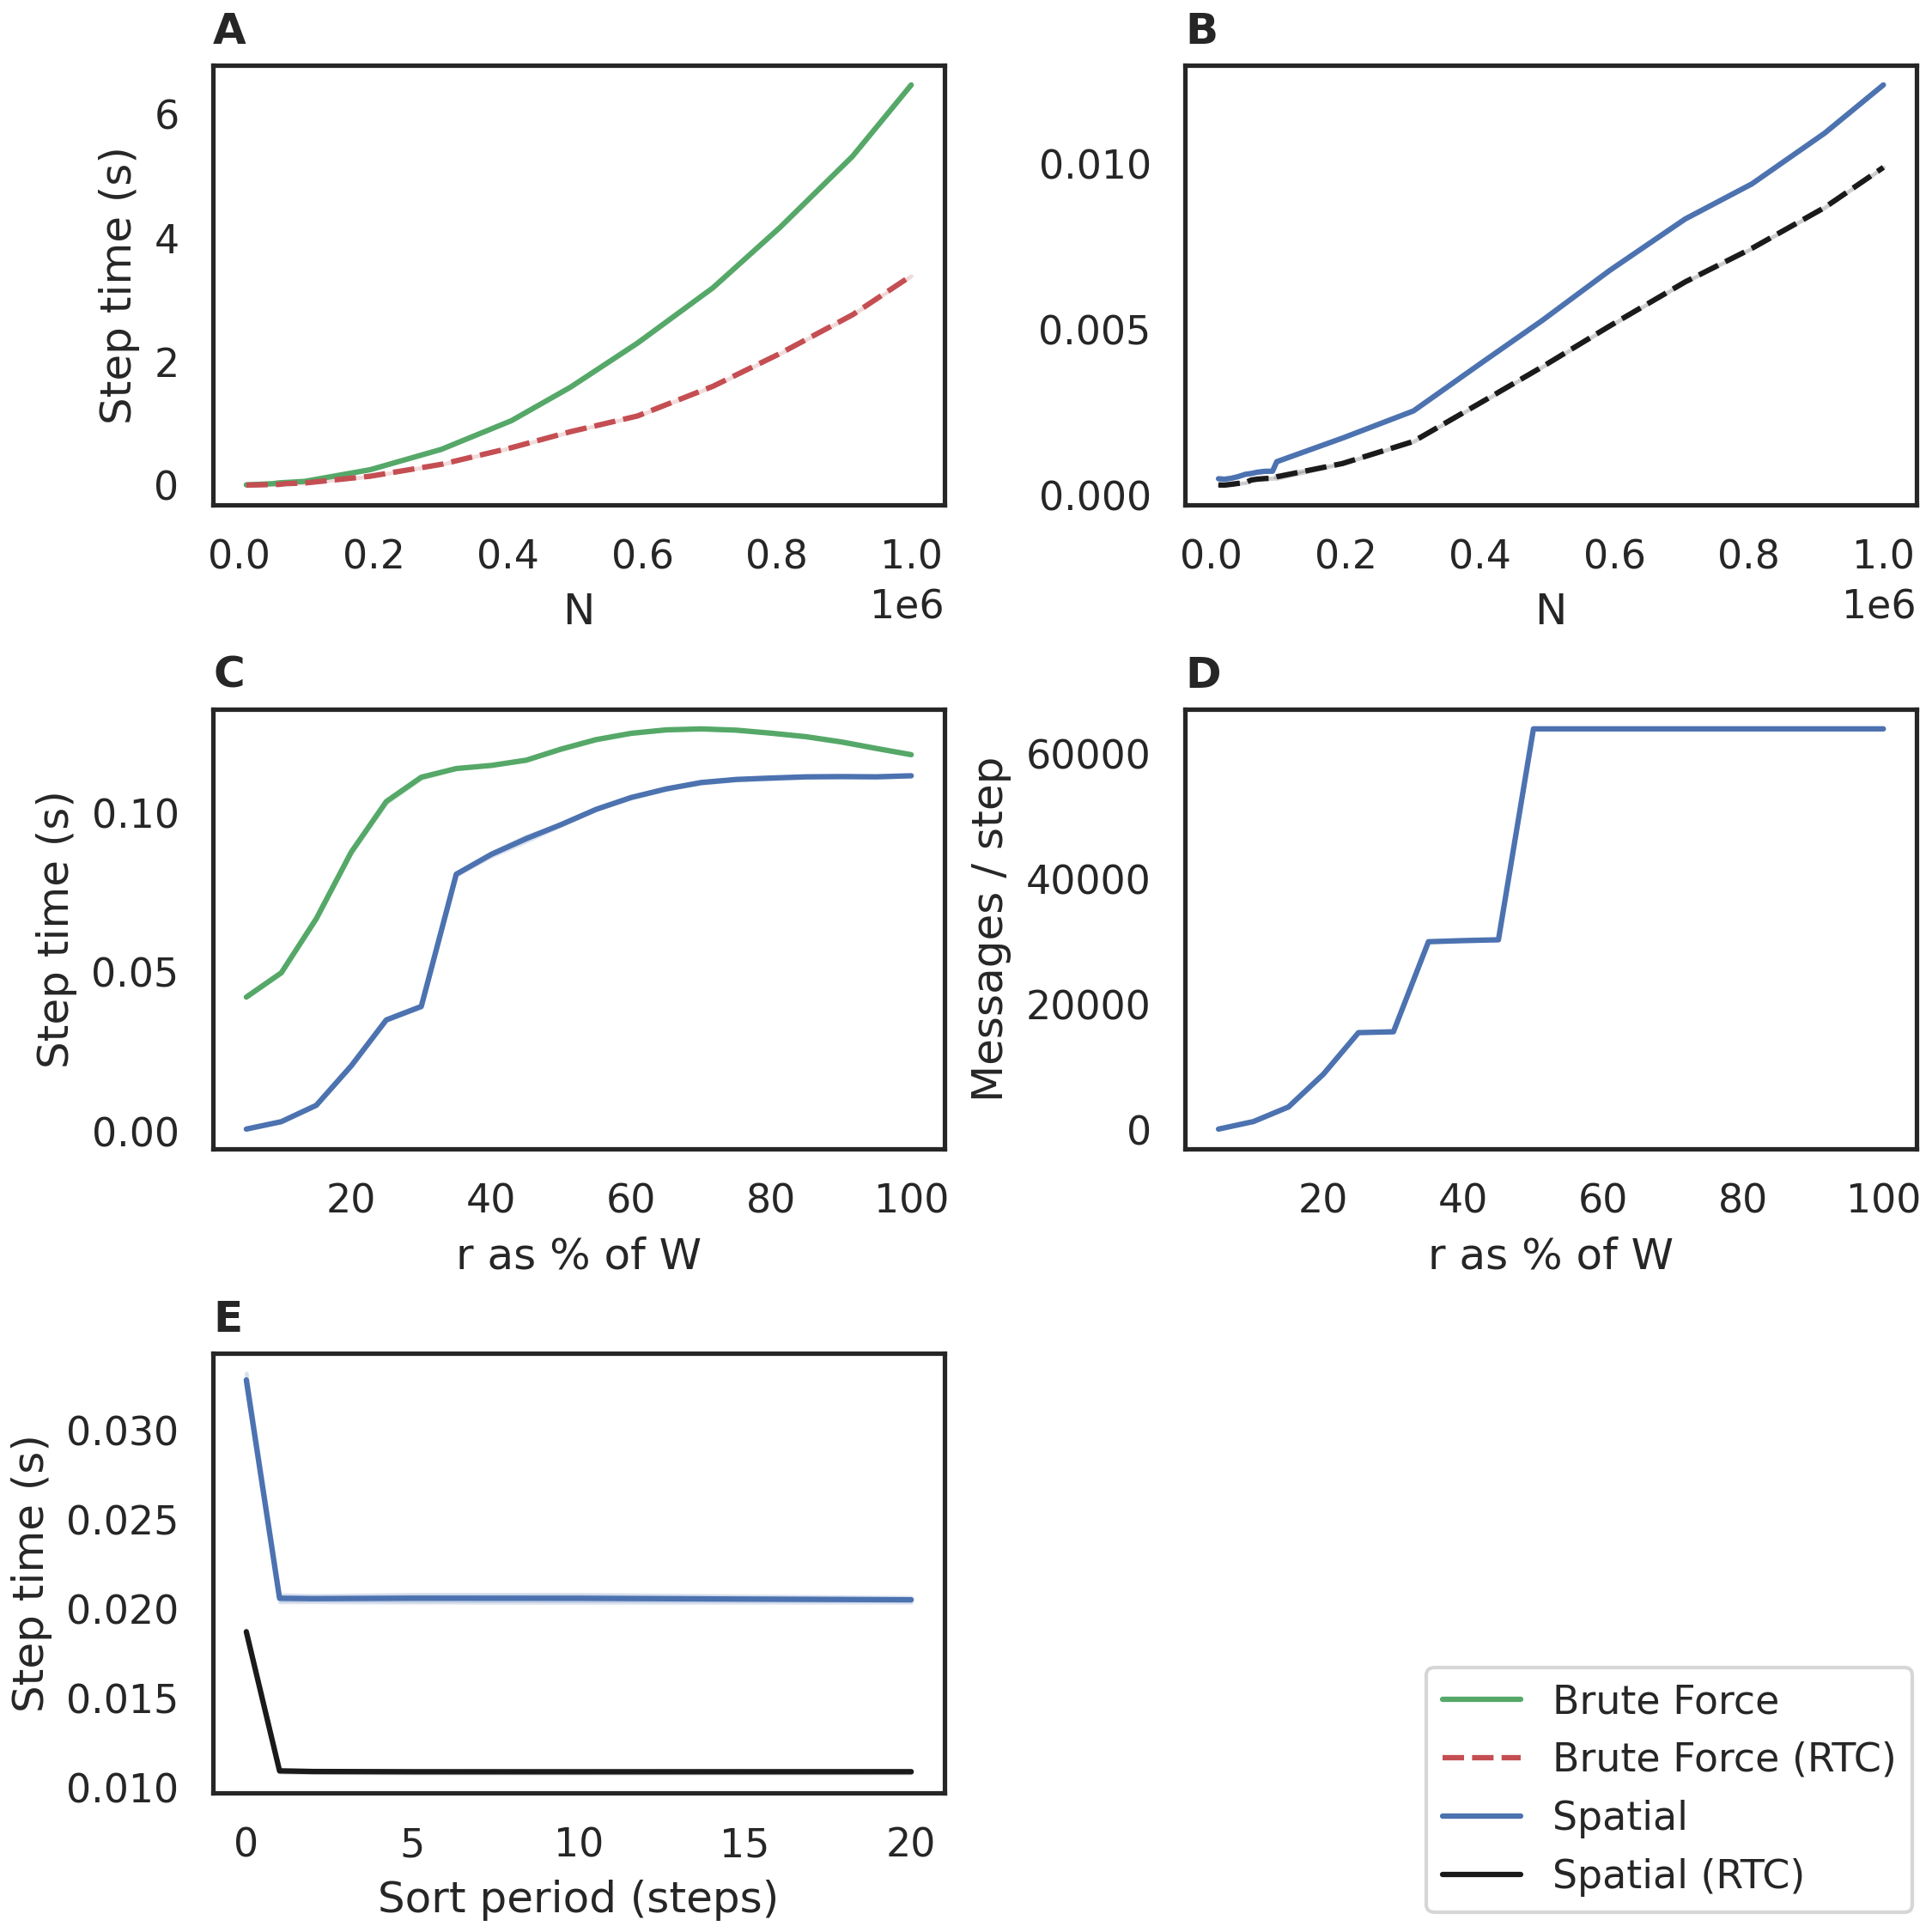 A
Step time (s)
6
4
2
0
0.0 0.2 0.4 0.6 0.8 1.0
1e6
N
B
0.010
0.005
0.000
0.0 0.2 0.4 0.6 0.8 1.0
1e6
N
C
Step time (s)
0.10
0.05
0.00
20 40 60 80 100
r as % of W
D
Messages / step
60000
40000
20000
0
20 40 60 80 100
r as % of W
E
Step time (s)
0.030
0.025
0.020
0.015
0.010
0 5 10 15 20
Sort period (steps)
Brute Force
Brute Force (RTC)
Spatial
Spatial (RTC)